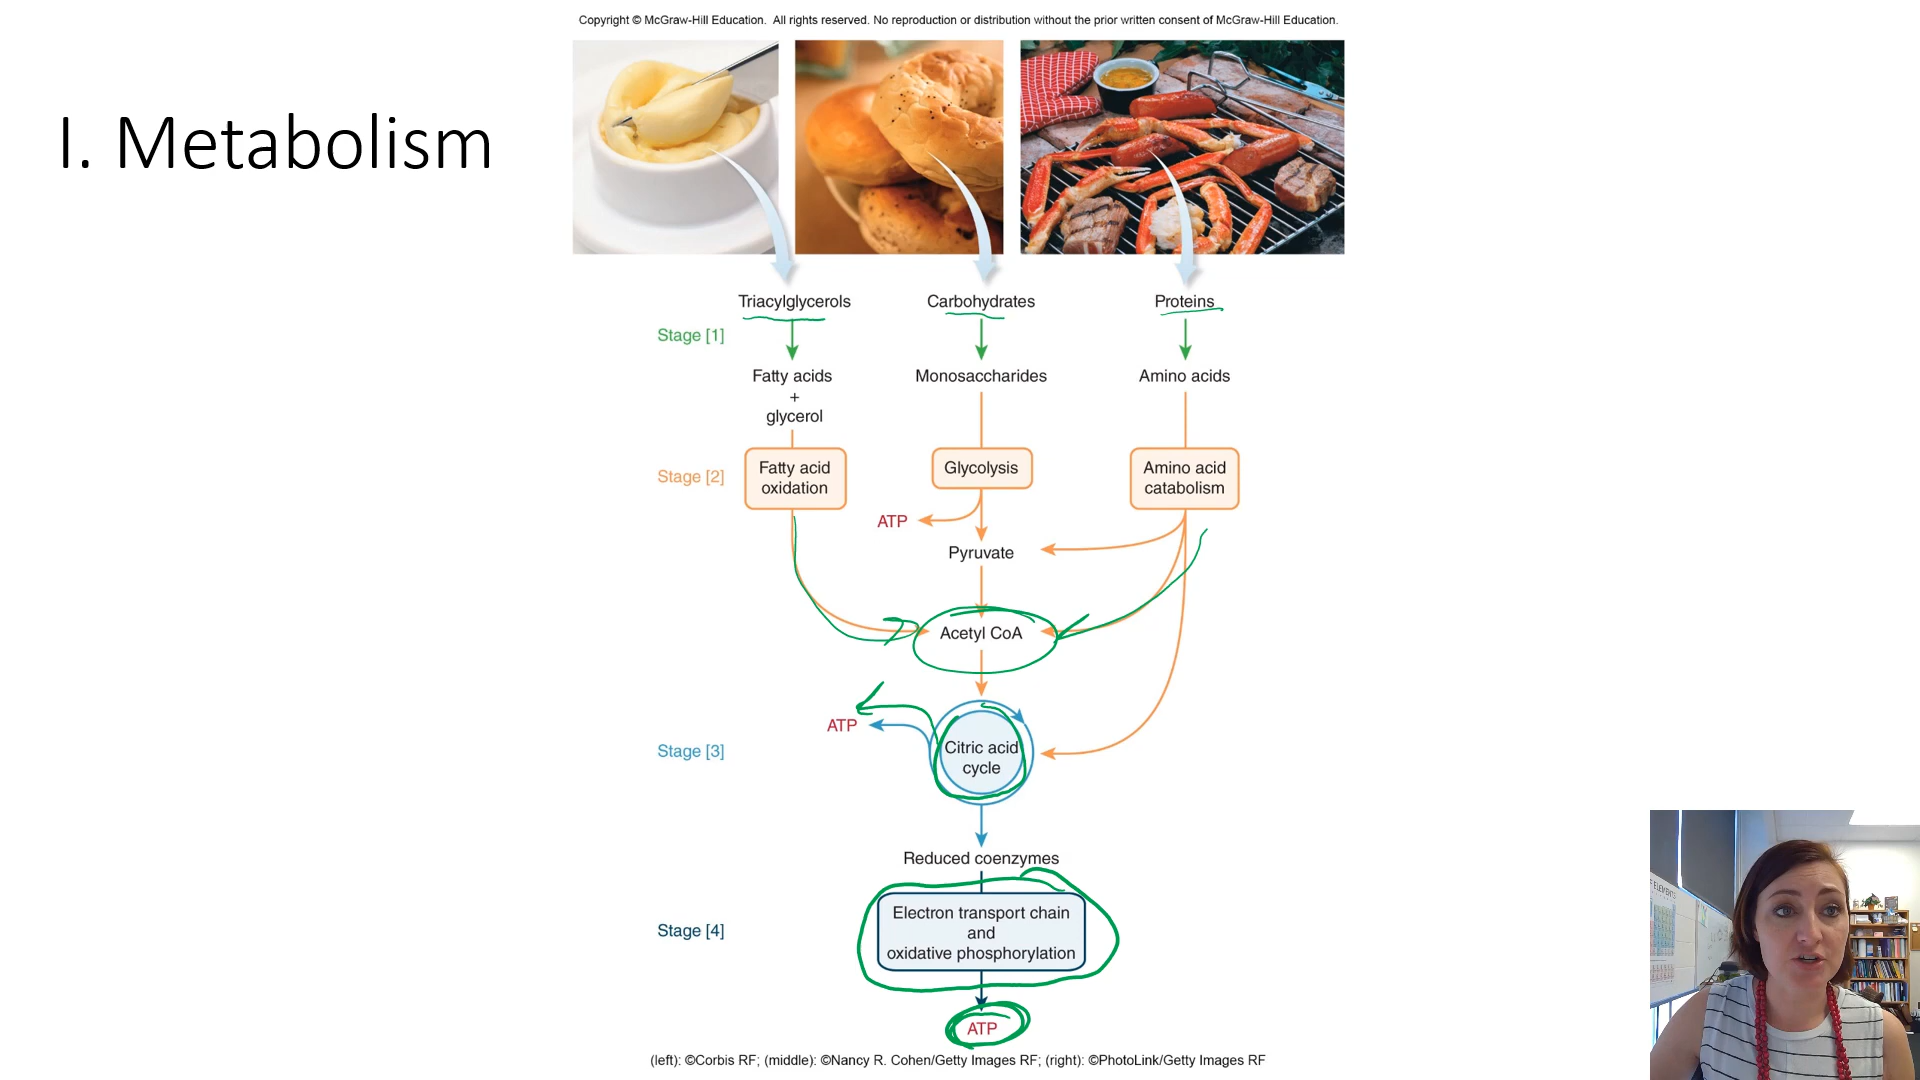 Copyright © McGraw-Hill Education. All rights reserved. No reproduction or distribution without the prior written consent of McGraw-Hill Education.
I. Metabolism
Triacylglycerols
Carbohydrates
Proteins
Stage [1]
Fatty acids
+
glycerol
Monosaccharides
Amino acids
Stage [2]
Fatty acid
oxidation
Glycolysis
Amino acid
catabolism
ATP
Pyruvate
Acetyl CoA
ATP
Stage [3]
Citric acid
cycle
Reduced coenzymes
Stage [4]
Electron transport chain
and
oxidative phosphorylation
ATP
(left): ©Corbis RF; (middle): ©Nancy R. Cohen/Getty Images RF; (right): ©PhotoLink/Getty Images RF